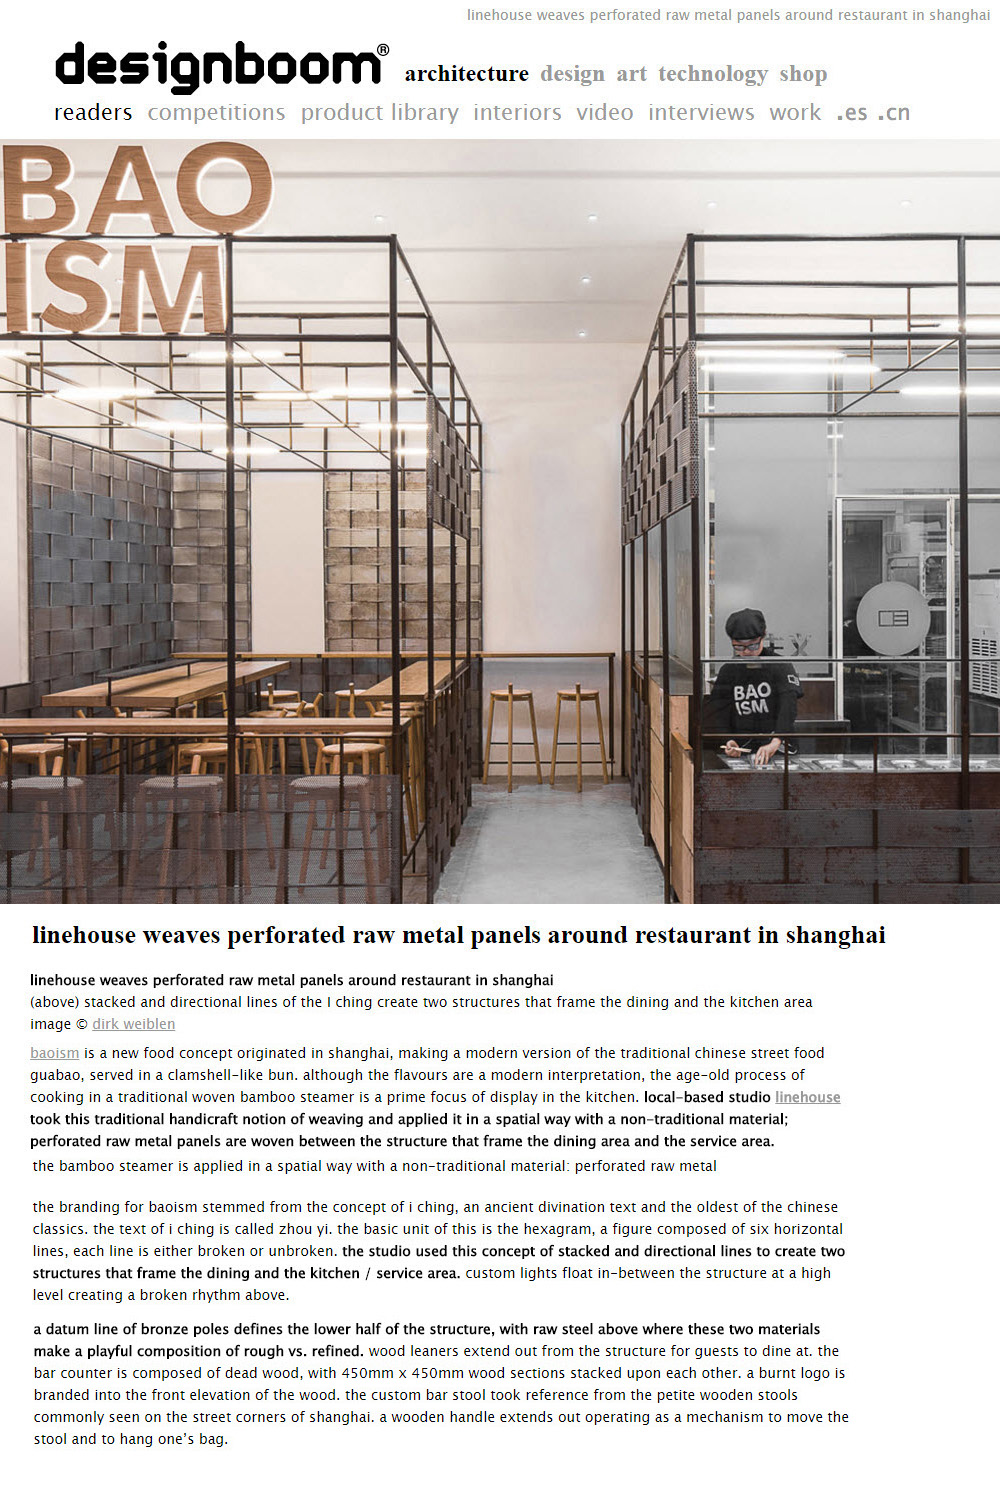 linehouse weaves perforated raw metal panels around restaurant in shanghai
designboom® architecture design art technology shop
readers competitions product library interiors video interviews work .es .cn
BAO
ISM
BAO
ISM
linehouse weaves perforated raw metal panels around restaurant in shanghai
linehouse weaves perforated raw metal panels around restaurant in shanghai
(above) stacked and directional lines of the I ching create two structures that frame the dining and the kitchen area
image © dirk weiblen
baoism is a new food concept originated in shanghai, making a modern version of the traditional chinese street food
guabao, served in a clamshell-like bun. although the flavours are a modern interpretation, the age-old process of
cooking in a traditional woven bamboo steamer is a prime focus of display in the kitchen. local-based studio linehouse
took this traditional handicraft notion of weaving and applied it in a spatial way with a non-traditional material;
perforated raw metal panels are woven between the structure that frame the dining area and the service area.
the bamboo steamer is applied in a spatial way with a non-traditional material: perforated raw metal
the branding for baoism stemmed from the concept of i ching, an ancient divination text and the oldest of the chinese
classics. the text of i ching is called zhou yi. the basic unit of this is the hexagram, a figure composed of six horizontal
lines, each line is either broken or unbroken. the studio used this concept of stacked and directional lines to create two
structures that frame the dining and the kitchen / service area. custom lights float in-between the structure at a high
level creating a broken rhythm above.
a datum line of bronze poles defines the lower half of the structure, with raw steel above where these two materials
make a playful composition of rough vs. refined. wood leaners extend out from the structure for guests to dine at. the
bar counter is composed of dead wood, with 450mm x 450mm wood sections stacked upon each other. a burnt logo is
branded into the front elevation of the wood. the custom bar stool took reference from the petite wooden stools
commonly seen on the street corners of shanghai. a wooden handle extends out operating as a mechanism to move the
stool and to hang one's bag.